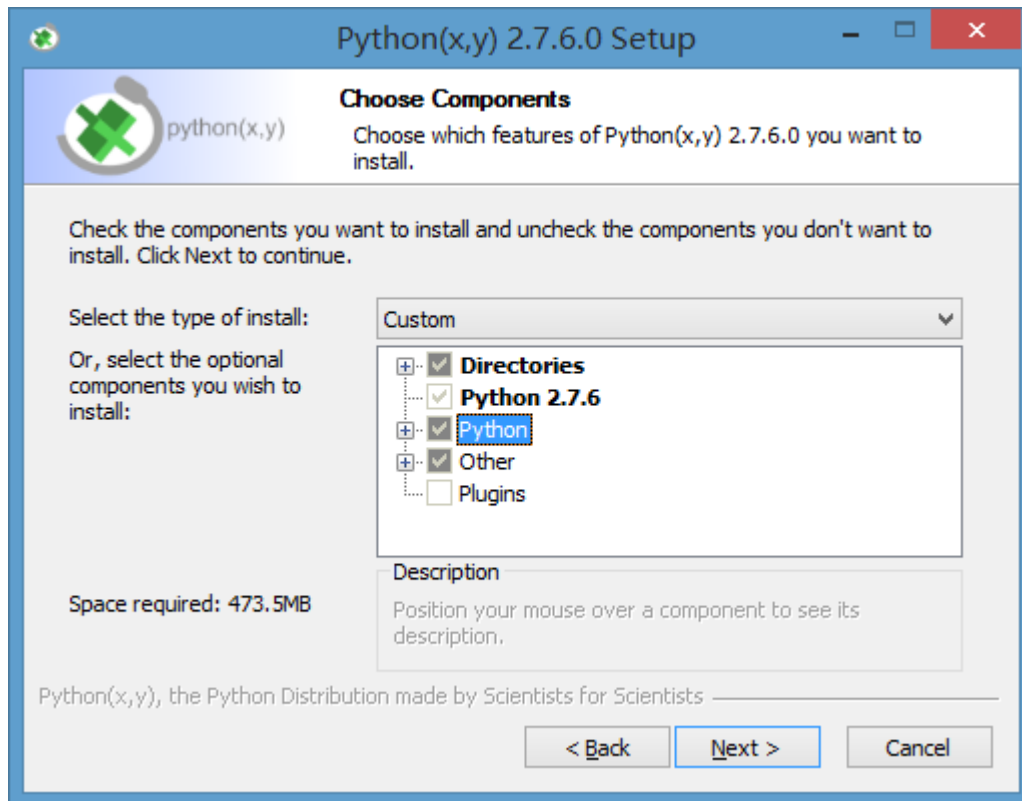 Python(x,y) 2.7.6.0 Setup
python(x,y)
Choose Components
Choose which features of Python(x,y) 2.7.6.0 you want to
install.
Check the components you want to install and uncheck the components you don't want to
install. Click Next to continue.
Select the type of install:
Custom
Or, select the optional
components you wish to
install:
Directories
Python 2.7.6
Python
Other
Plugins
Space required: 473.5MB
Description
Position your mouse over a component to see its
description.
Python(x,y), the Python Distribution made by Scientists for Scientists
< Back
Next >
Cancel